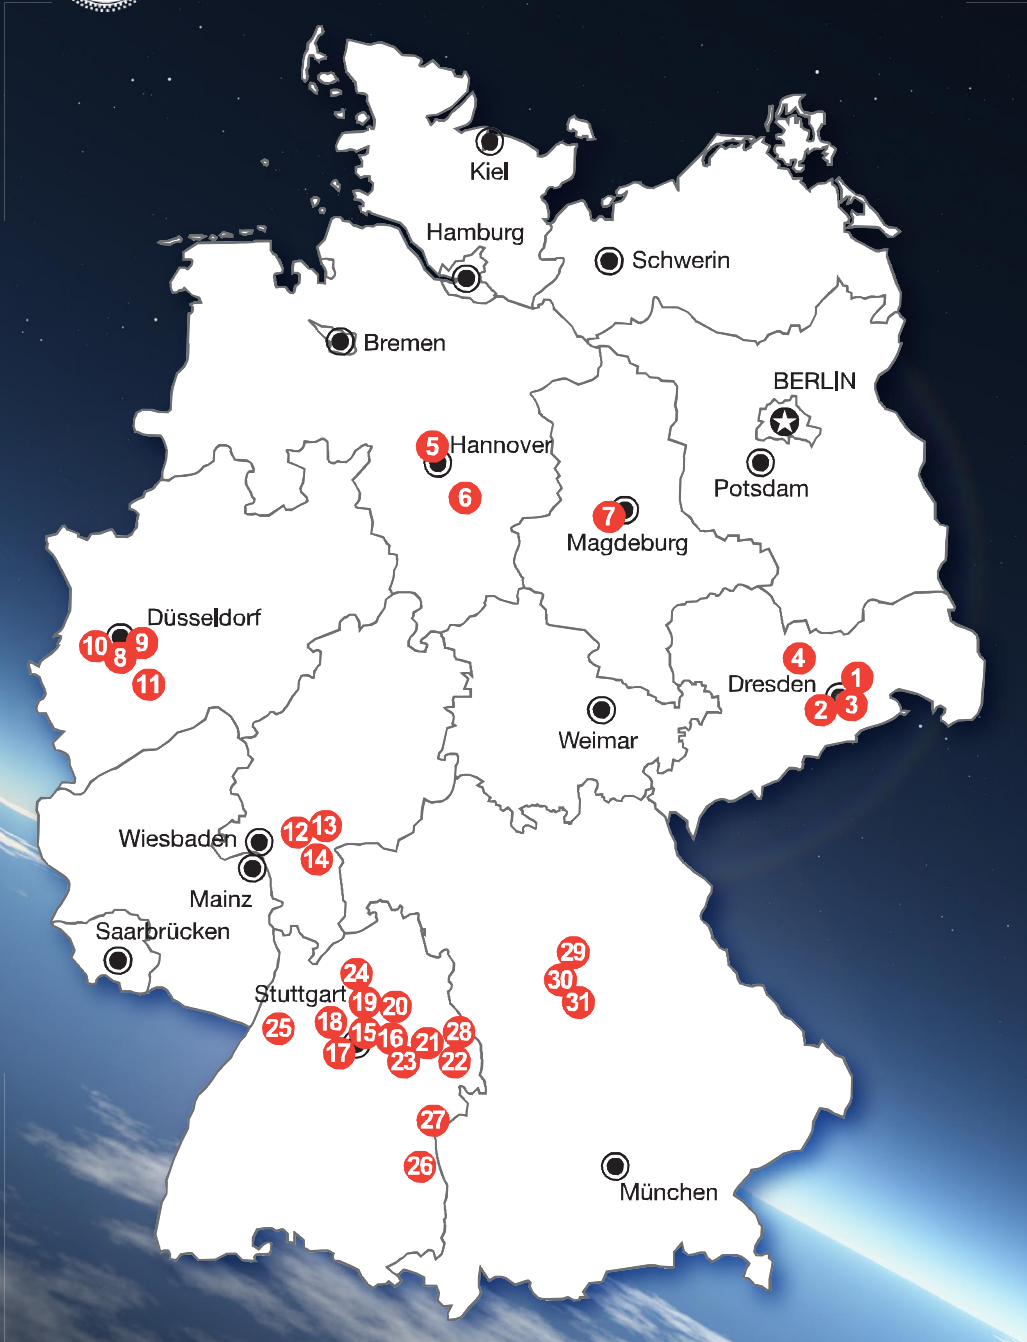 Kiel
Hamburg
Schwerin
Bremen
BERLIN
5 Hannover
Potsdam
6
7
Magdeburg
Düsseldorf
10 9
8
11
4
1
Dresden
2 3
Weimar
12 13
Wiesbaden
14
Mainz
Saarbrücken
29
24
30
Stuttgart
19 20
31
25 18
15 16 21 28
17 23 22
27
26
München